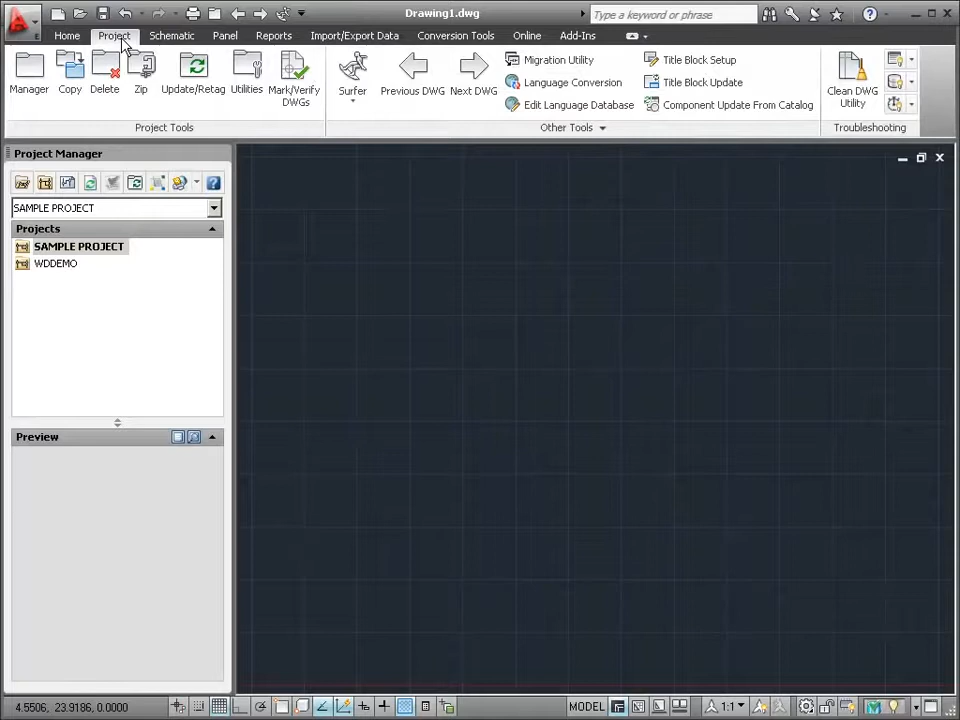 Drawing1.dwg
Type a keyword or phrase
Home Project Schematic Panel Reports Import/Export Data Conversion Tools Online Add-Ins
Manager Copy Delete Zip Update/Retag Utilities Mark/Verify DWGs
Surfer Previous DWG Next DWG
Migration Utility
Language Conversion
Edit Language Database
Title Block Setup
Title Block Update
Component Update From Catalog
Clean DWG Utility
Project Tools Other Tools Troubleshooting
Project Manager
SAMPLE PROJECT
Projects
SAMPLE PROJECT
WDDEMO
Preview
4.5506, 23.9186, 0.0000
MODEL 1:1